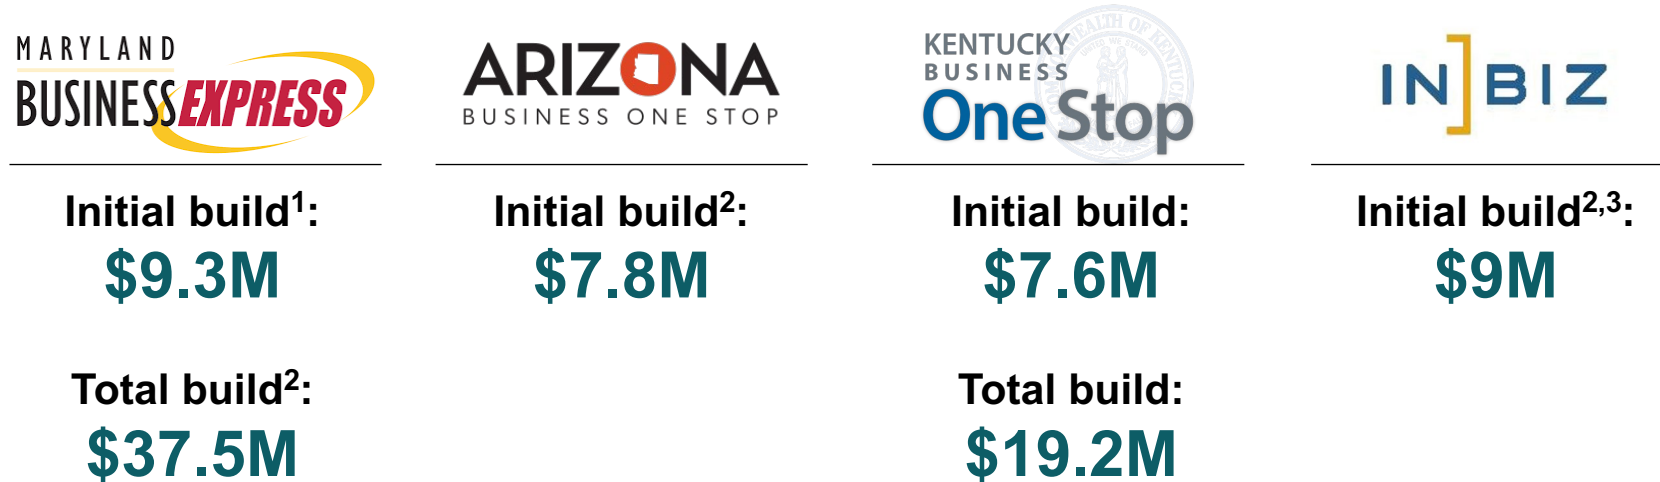 MARYLAND
BUSINESS EXPRESS
Initial build¹:
$9.3M
Total build²:
$37.5M
ARIZONA
BUSINESS ONE STOP
Initial build²:
$7.8M
KENTUCKY
BUSINESS
One Stop
Initial build:
$7.6M
Total build:
$19.2M
IN]BIZ
Initial build²,³:
$9M